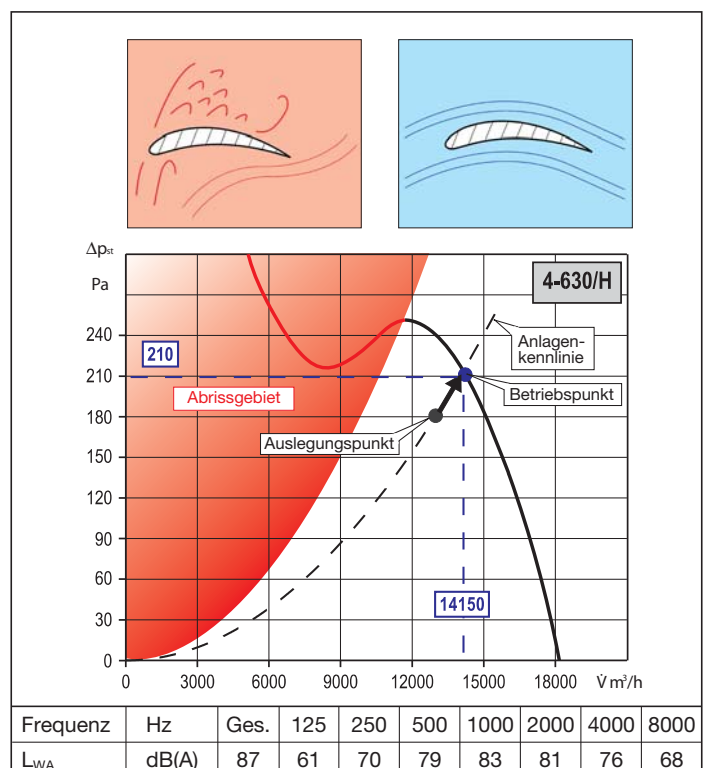 Δpst
Pa
4-630/H
240
210
180
150
120
90
60
30
0
210
Abrissgebiet
Anlagen-
kennlinie
Betriebspunkt
Auslegungspunkt
14150
0 3000 6000 9000 12000 15000 18000 V̇ m³/h
Frequenz Hz Ges. 125 250 500 1000 2000 4000 8000
LWA dB(A) 87 61 70 79 83 81 76 68